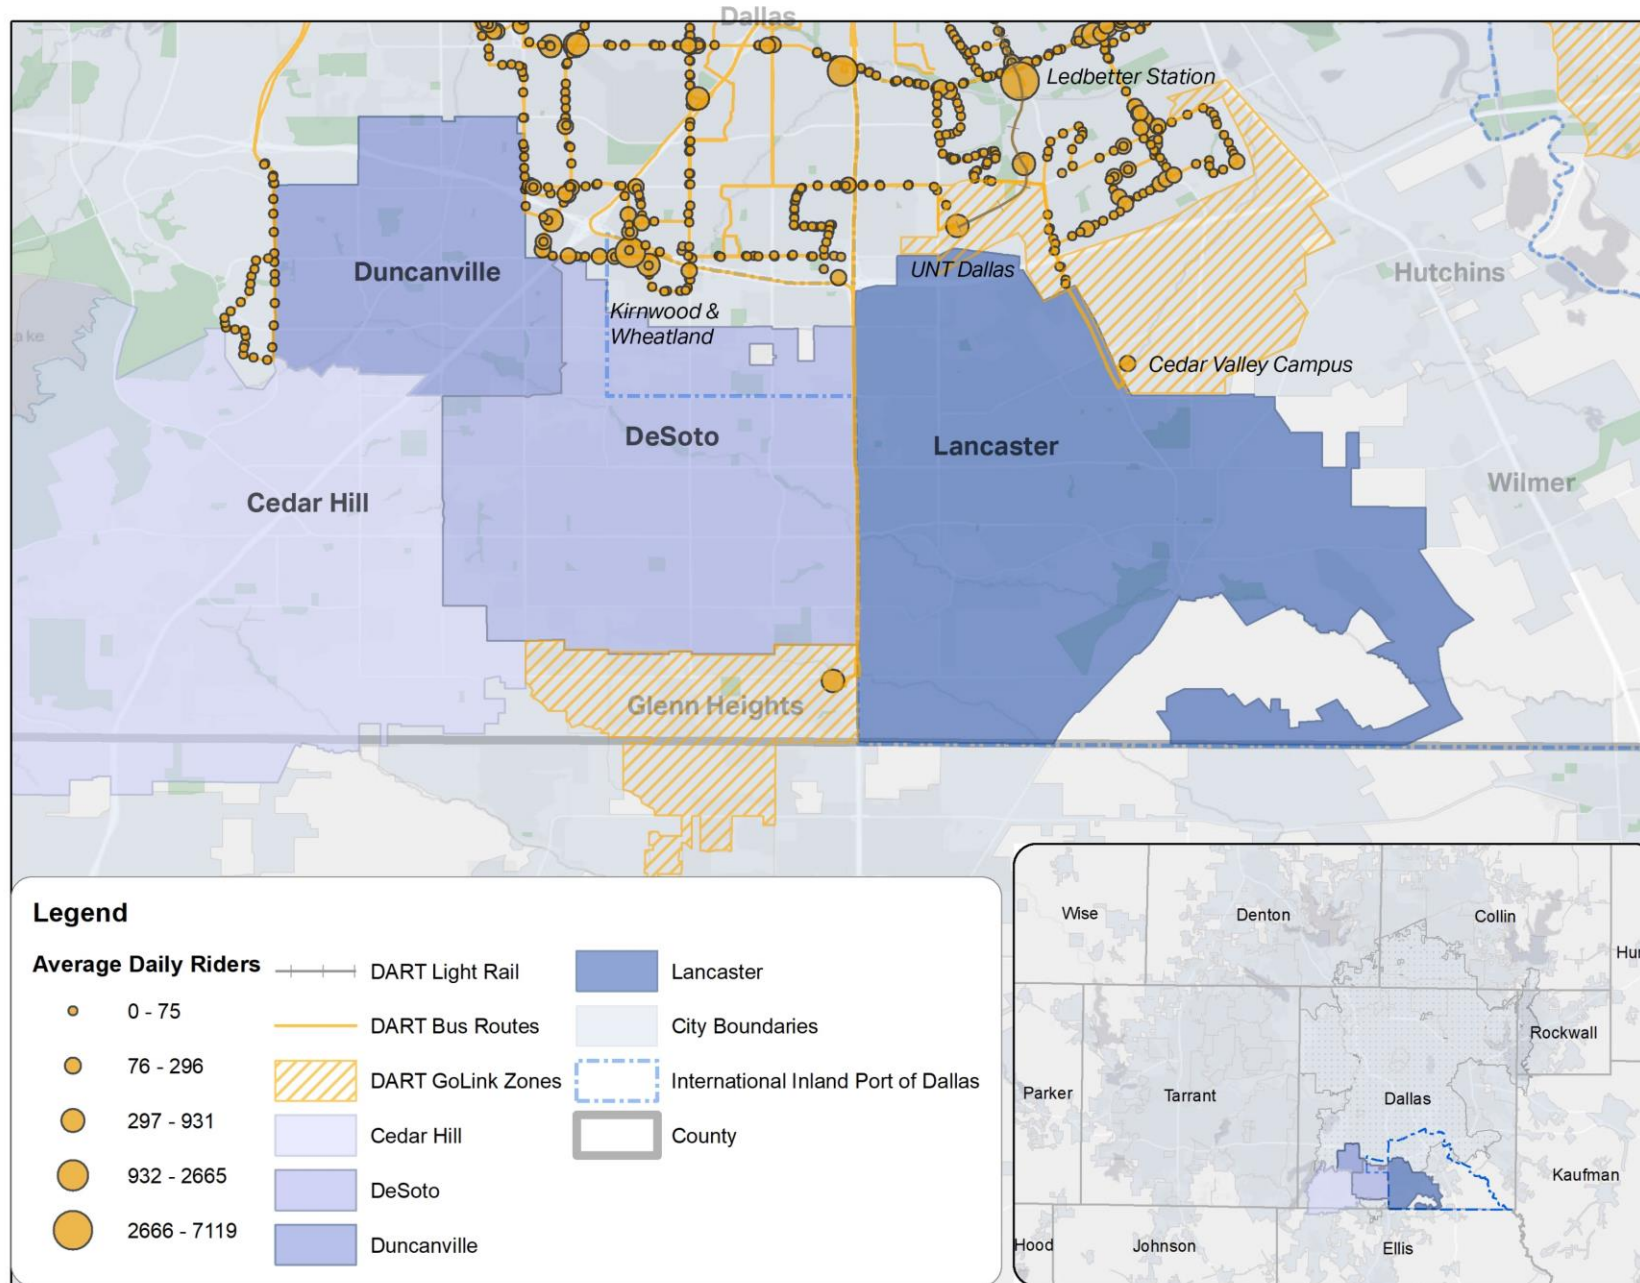 Dallas
Ledbetter Station
Duncanville
UNT Dallas
Hutchins
Kirnwood &
Wheatland
ake
Cedar Valley Campus
DeSoto
Lancaster
Cedar Hill
Wilmer
Glenn Heights
Legend
Average Daily Riders
0 - 75
76 - 296
297 - 931
932 - 2665
2666 - 7119
DART Light Rail
DART Bus Routes
DART GoLink Zones
Cedar Hill
DeSoto
Duncanville
Lancaster
City Boundaries
International Inland Port of Dallas
County
Wise
Denton
Collin
Hu
Rockwall
Parker
Tarrant
Dallas
Kaufman
Hood
Johnson
Ellis